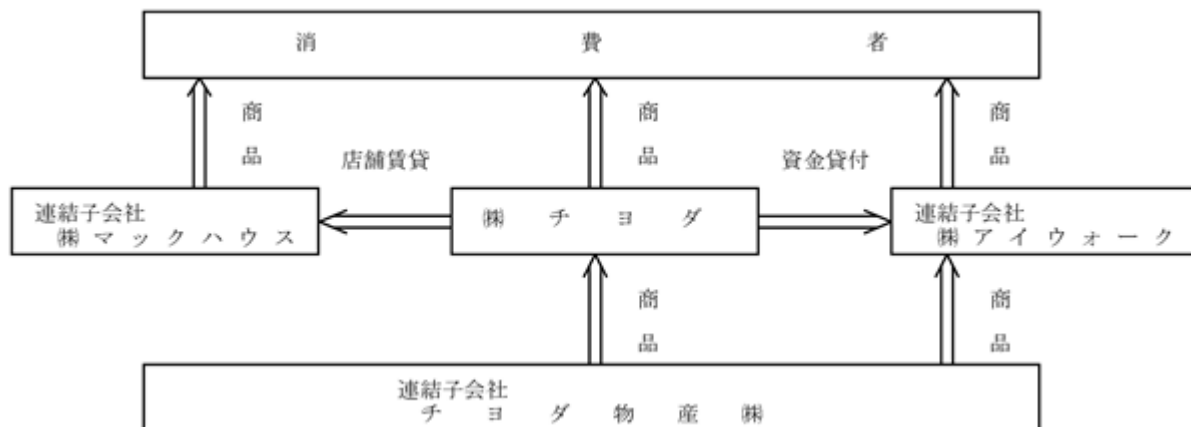 消費者
商品
商品
商品
店舗賃貸
資金貸付
連結子会社
㈱マックハウス
㈱チヨダ
連結子会社
㈱アイウォーク
商品
商品
連結子会社
チヨダ物産㈱